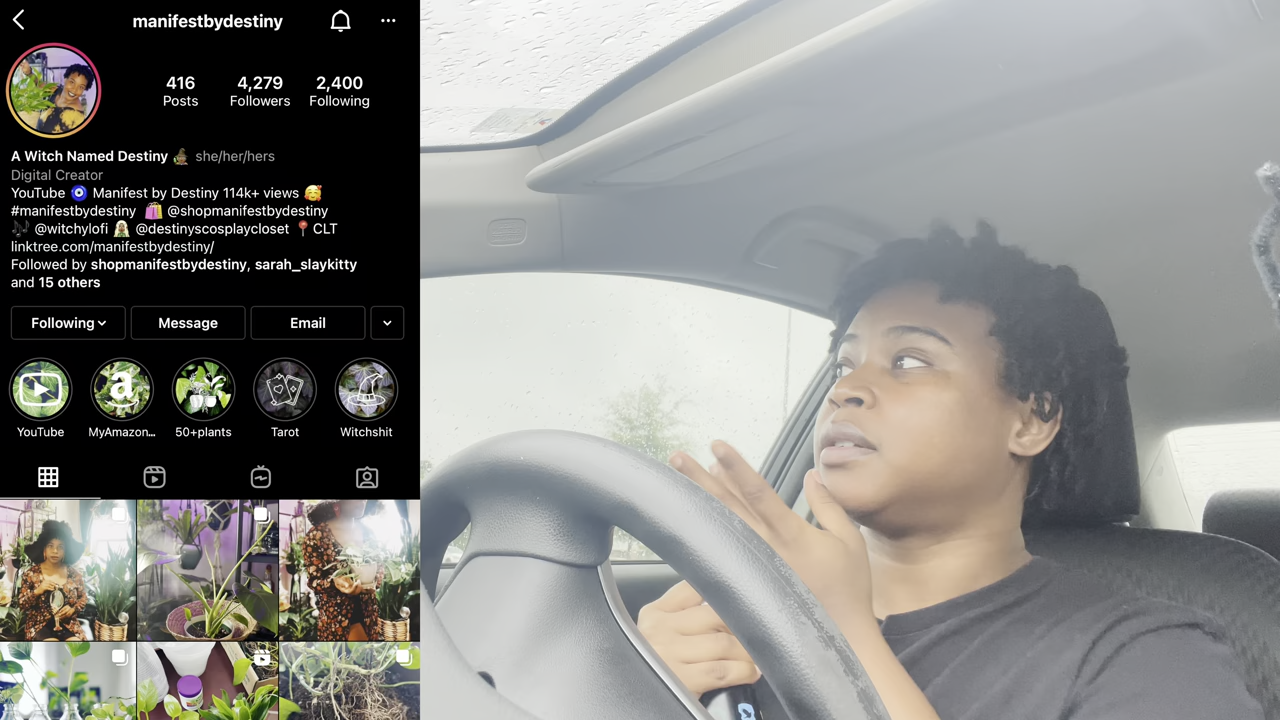 manifestbydestiny
416 4,279 2,400
Posts Followers Following
A Witch Named Destiny 🧙🏾‍♀️ she/her/hers
Digital Creator
YouTube 🧿 Manifest by Destiny 114k+ views 🥰
#manifestbydestiny 🛍️ @shopmanifestbydestiny
🎶 @witchylofi 🧝🏾‍♀️ @destinyscosplaycloset 📍 CLT
linktree.com/manifestbydestiny/
Followed by shopmanifestbydestiny, sarah_slaykitty
and 15 others
Following Message Email
YouTube MyAmazon... 50+plants Tarot Witchshit